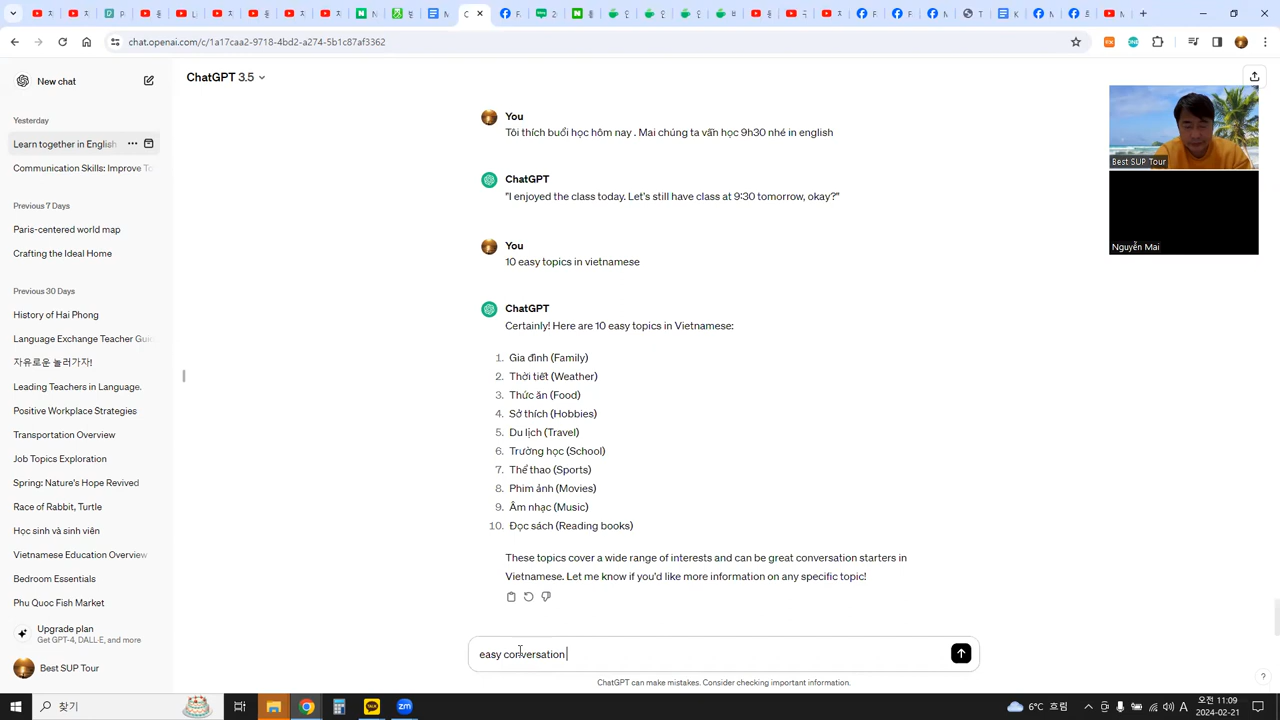 chat.openai.com/c/1a17caa2-9718-4bd2-a274-5b1c87af3362
New chat
Yesterday
Learn together in English
Communication Skills: Improve To
Previous 7 Days
Paris-centered world map
Crafting the Ideal Home
Previous 30 Days
History of Hai Phong
Language Exchange Teacher Gui
자유로운 놀러가자!
Leading Teachers in Language.
Positive Workplace Strategies
Transportation Overview
Job Topics Exploration
Spring: Nature's Hope Revived
Race of Rabbit, Turtle
Học sinh và sinh viên
Vietnamese Education Overview
Bedroom Essentials
Phu Quoc Fish Market
Upgrade plan
Get GPT-4, DALL·E, and more
Best SUP Tour
ChatGPT 3.5
You
Tôi thích buổi học hôm nay . Mai chúng ta vẫn học 9h30 nhé in english
ChatGPT
"I enjoyed the class today. Let's still have class at 9:30 tomorrow, okay?"
You
10 easy topics in vietnamese
ChatGPT
Certainly! Here are 10 easy topics in Vietnamese:
1. Gia đình (Family)
2. Thời tiết (Weather)
3. Thức ăn (Food)
4. Sở thích (Hobbies)
5. Du lịch (Travel)
6. Trường học (School)
7. Thể thao (Sports)
8. Phim ảnh (Movies)
9. Âm nhạc (Music)
10. Đọc sách (Reading books)
These topics cover a wide range of interests and can be great conversation starters in
Vietnamese. Let me know if you'd like more information on any specific topic!
easy conversation
ChatGPT can make mistakes. Consider checking important information.
?
Best SUP Tour
Nguyễn Mai
찾기
6°C 흐림
A
오전 11:09
2024-02-21